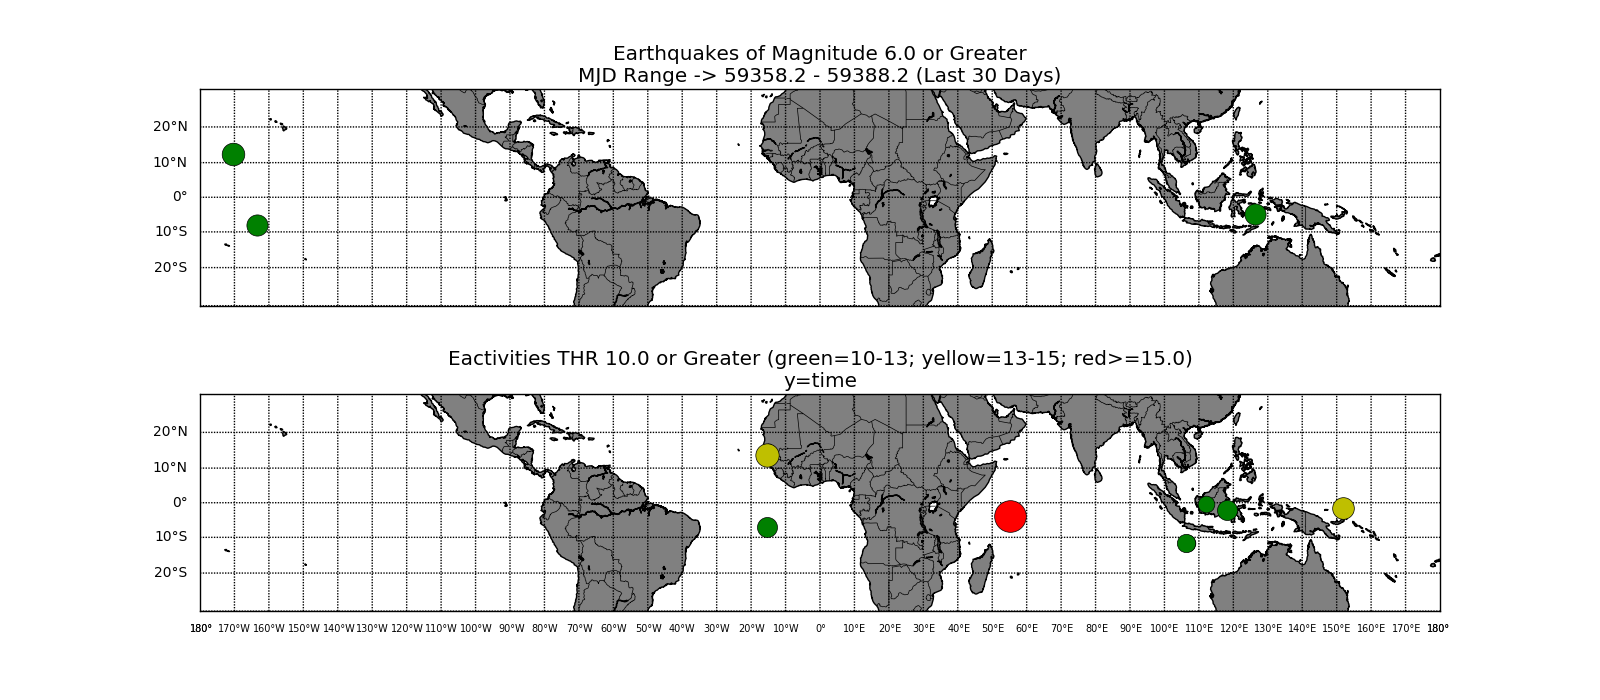 Earthquakes of Magnitude 6.0 or Greater
MJD Range -> 59358.2 - 59388.2 (Last 30 Days)
20°N
10°N
0°
10°S
20°S
Eactivities THR 10.0 or Greater (green=10-13; yellow=13-15; red>=15.0)
y=time
20°N
10°N
0°
10°S
20°S
180° 170°W 160°W 150°W 140°W 130°W 120°W 110°W 100°W 90°W 80°W 70°W 60°W 50°W 40°W 30°W 20°W 10°W 0° 10°E 20°E 30°E 40°E 50°E 60°E 70°E 80°E 90°E 100°E 110°E 120°E 130°E 140°E 150°E 160°E 170°E 180°